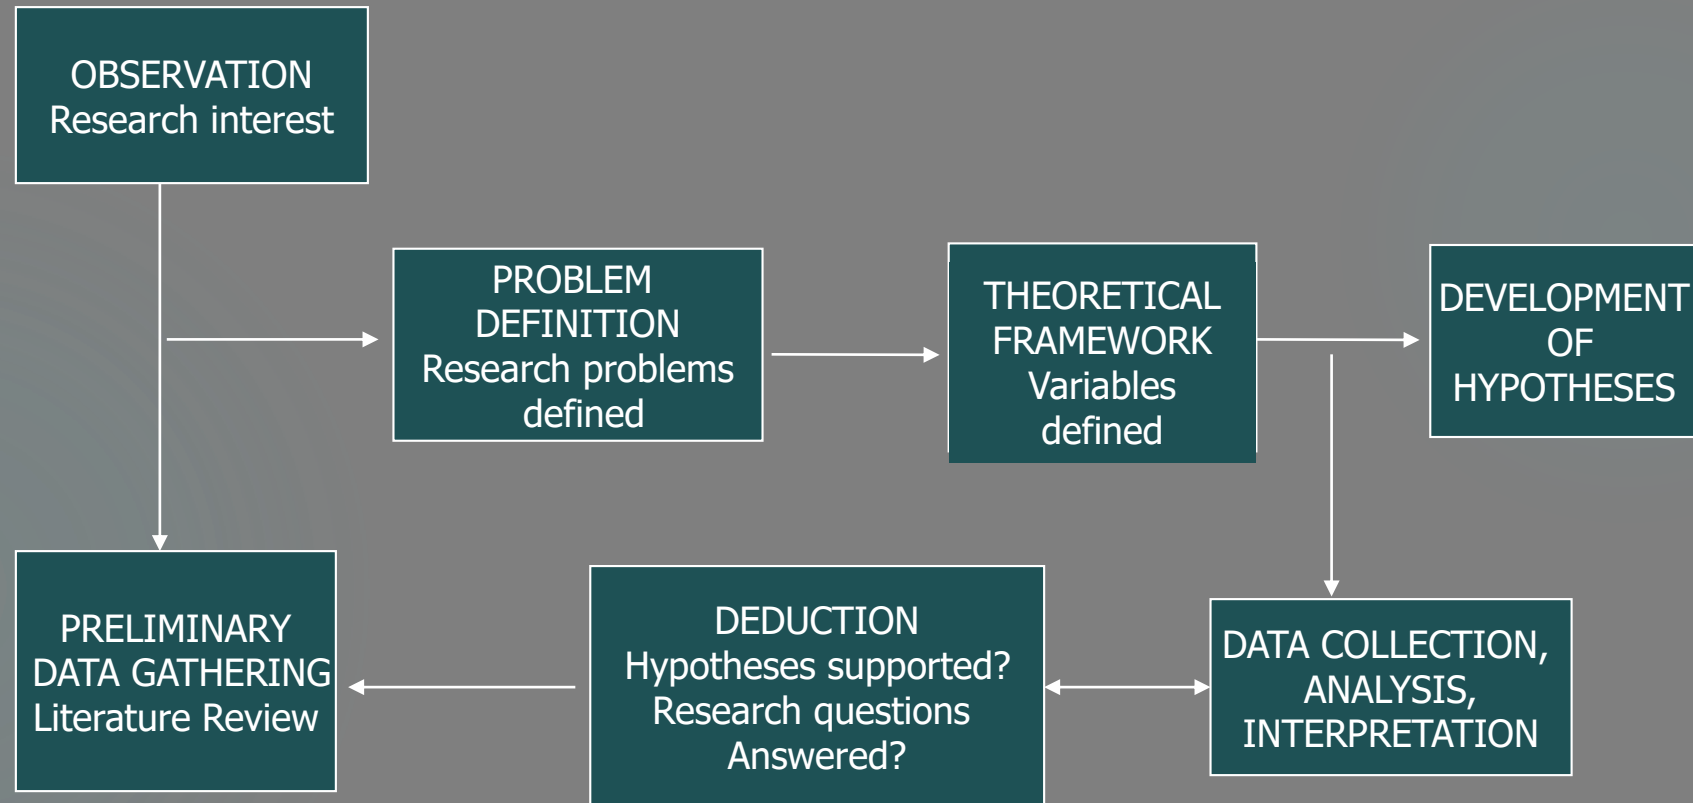 OBSERVATION
Research interest
PROBLEM
DEFINITION
Research problems
defined
THEORETICAL
FRAMEWORK
Variables
defined
DEVELOPMENT
OF
HYPOTHESES
PRELIMINARY
DATA GATHERING
Literature Review
DEDUCTION
Hypotheses supported?
Research questions
Answered?
DATA COLLECTION,
ANALYSIS,
INTERPRETATION